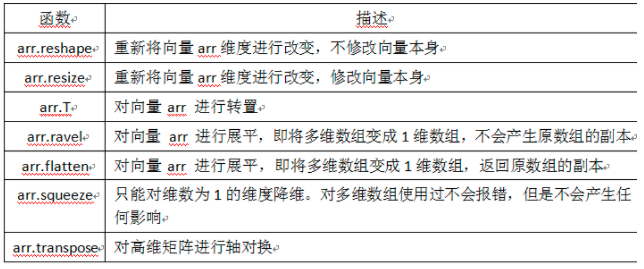 函数 描述
arr.reshape 重新将向量 arr 维度进行改变，不修改向量本身
arr.resize 重新将向量 arr 维度进行改变，修改向量本身
arr.T 对向量 arr 进行转置
arr.ravel 对向量 arr 进行展平，即将多维数组变成 1 维数组，不会产生原数组的副本
arr.flatten 对向量 arr 进行展平，即将多维数组变成 1 维数组，返回原数组的副本
arr.squeeze 只能对维数为 1 的维度降维。对多维数组使用过不会报错，但是不会产生任
何影响
arr.transpose 对高维矩阵进行轴对换